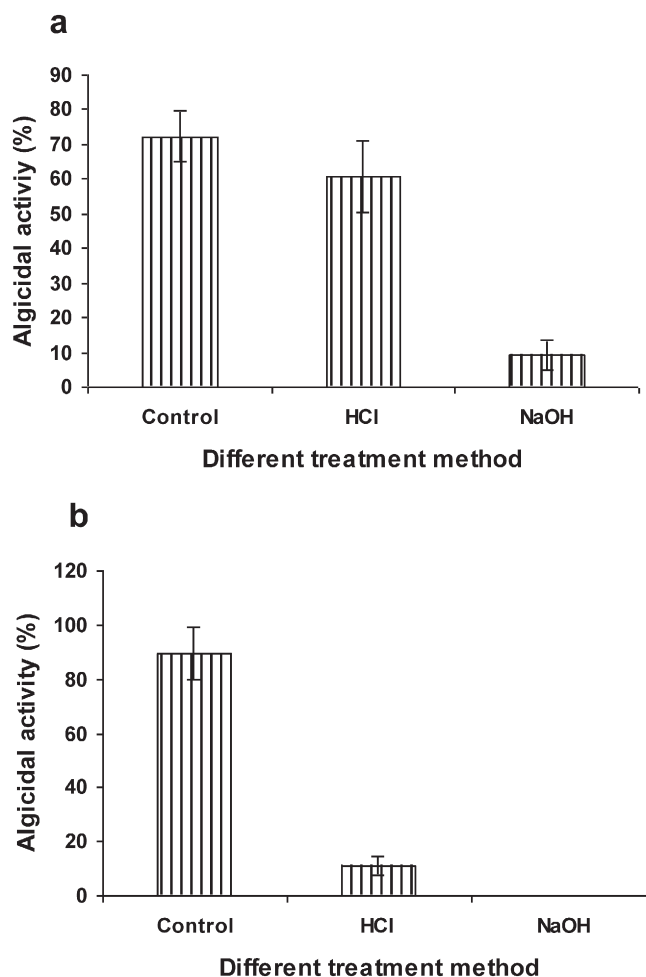 a
90
80
70
60
50
40
30
20
10
0
Algicidal activiy (%)
Control HCl NaOH
Different treatment method
b
120
100
80
60
40
20
0
Algicidal activity (%)
Control HCl NaOH
Different treatment method